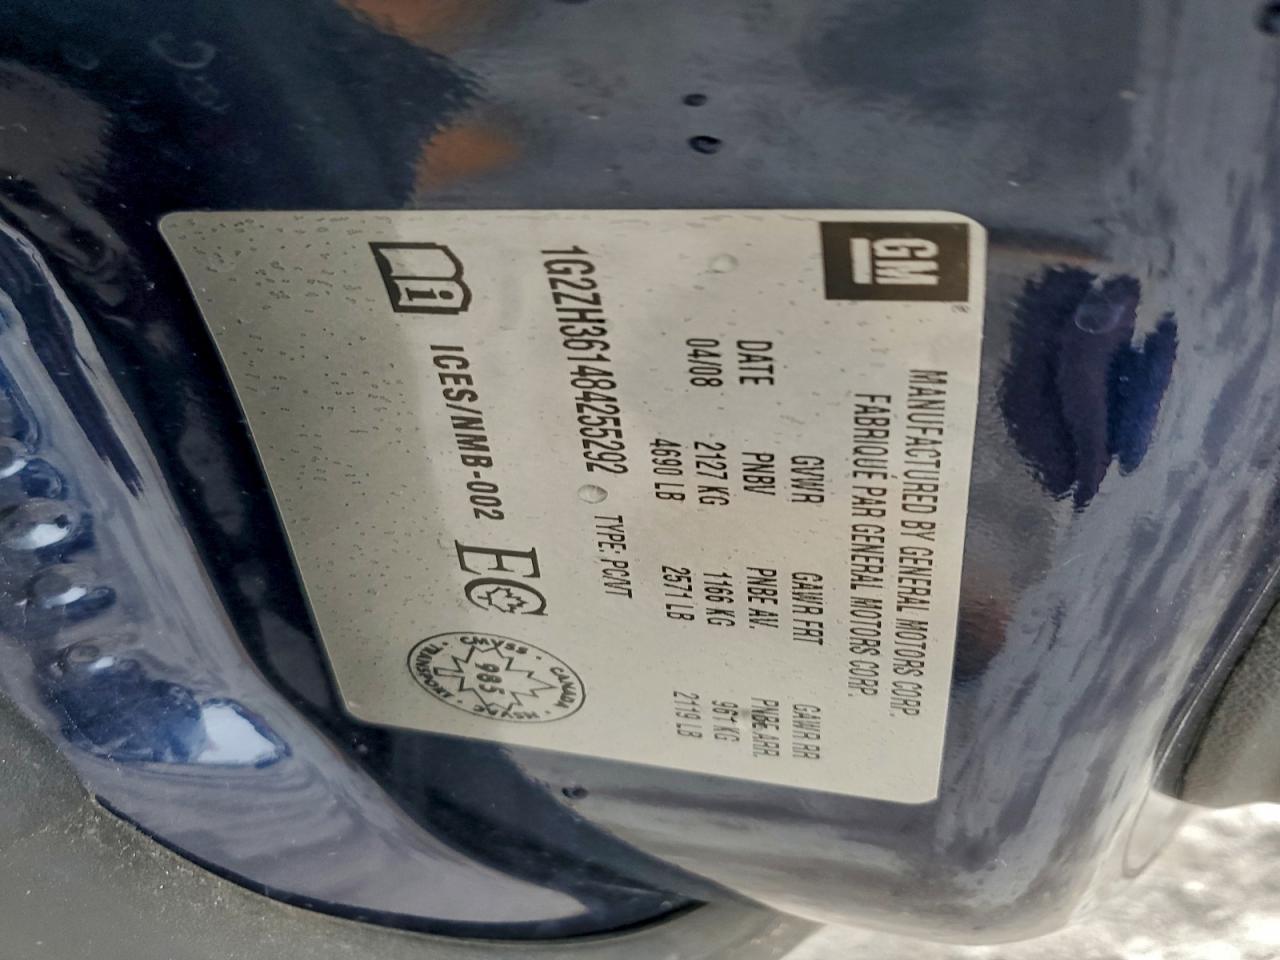 GM
MANUFACTURED BY GENERAL MOTORS CORP.
FABRIQUÉ PAR GENERAL MOTORS CORP.
DATE GVWR GAWR FRT GAWR RR
04/08 PNBV PNBE AV. PNBE ARR.
2127 KG 1166 KG 961 KG
4690 LB 2571 LB 2119 LB
1G2ZH361484255292 TYPE: PC/VT
i ICES/NMB-002 EC
CANADA 985 TRANSPORT